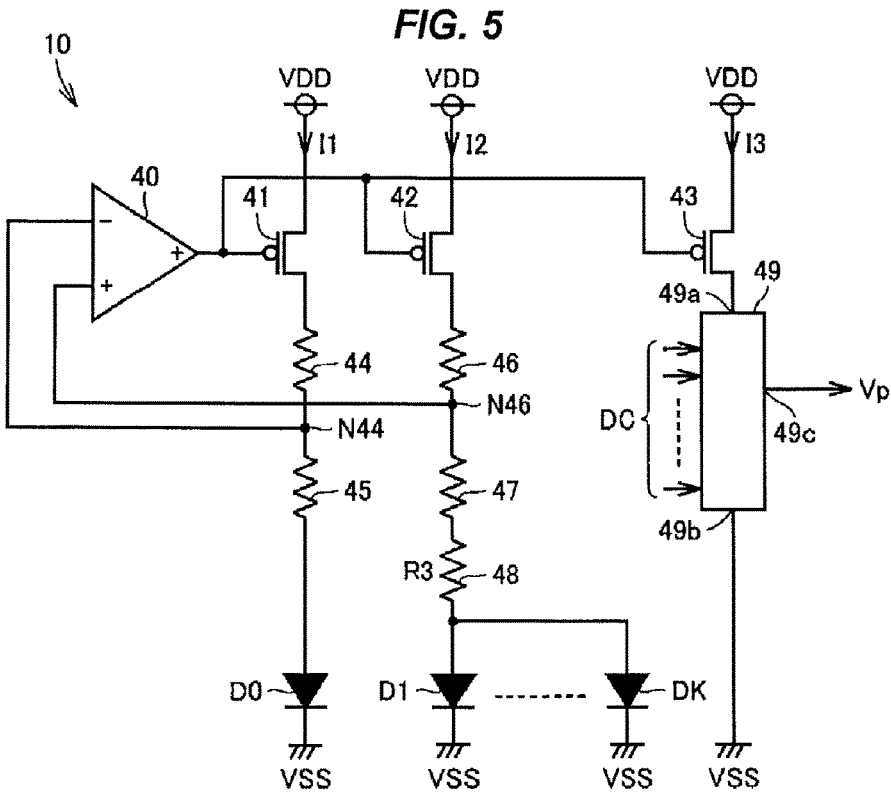 FIG. 5
10
VDD
VDD
VDD
I1
I2
I3
40
41
42
43
−
+
+
49a
49
44
46
DC
Vp
N46
N44
49c
45
47
49b
R3
48
D0
D1
DK
VSS
VSS
VSS
VSS